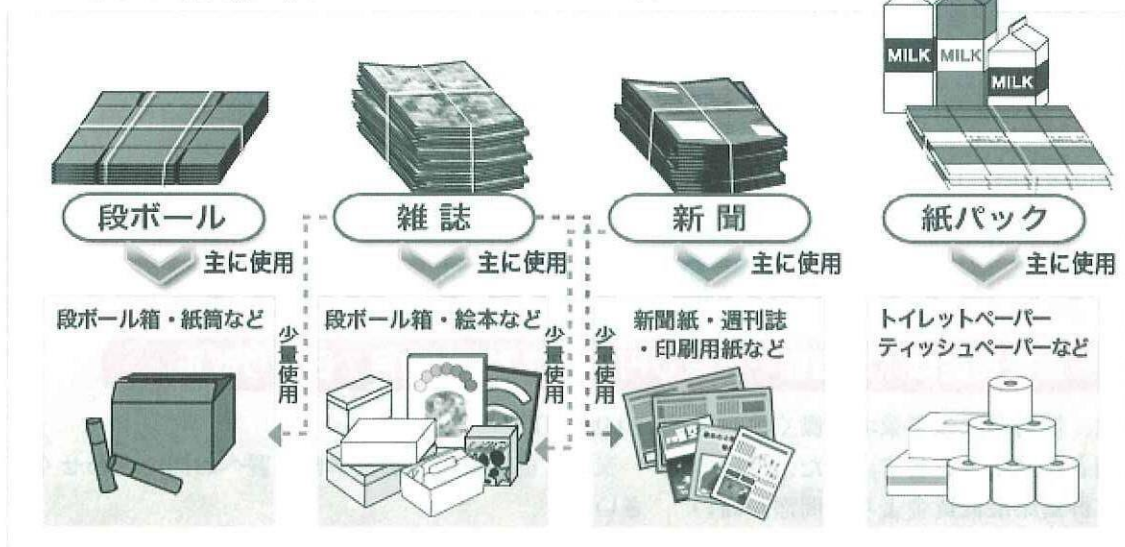 MILK
MILK
MILK
段ボール
雑誌
新聞
紙パック
主に使用
主に使用
主に使用
主に使用
段ボール箱・紙筒など
少量使用
段ボール箱・絵本など
少量使用
少量使用
新聞紙・週刊誌
・印刷用紙など
トイレットペーパー
ティッシュペーパーなど